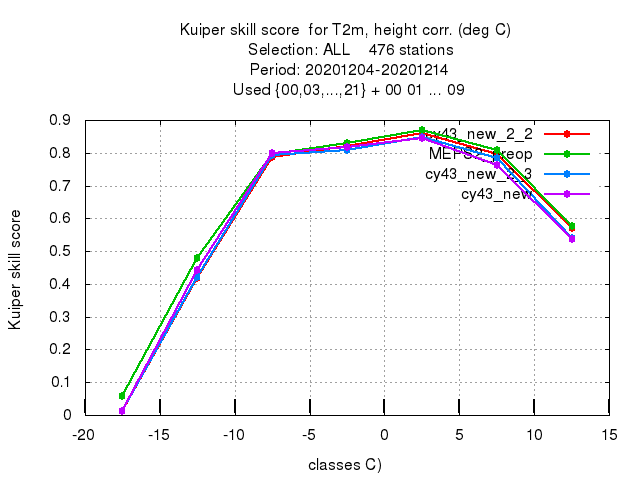 Kuiper skill score for T2m, height corr. (deg C)
Selection: ALL 476 stations
Period: 20201204-20201214
Used {00,03,...,21} + 00 01 ... 09
0.9
0.8
0.7
0.6
0.5
0.4
0.3
0.2
0.1
0
Kuiper skill score
43_new_2_2
cy43_new_2_3
cy43_new
-20 -15 -10 -5 0 5 10 15
classes C)